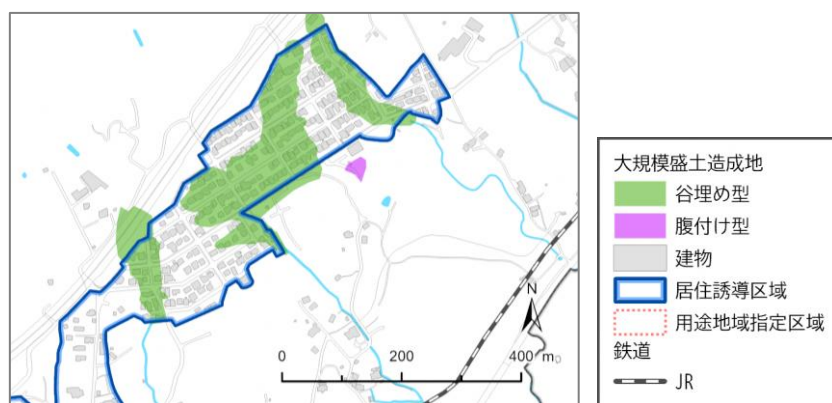 N
0 200 400 m
大規模盛土造成地
谷埋め型
腹付け型
建物
居住誘導区域
用途地域指定区域
鉄道
JR